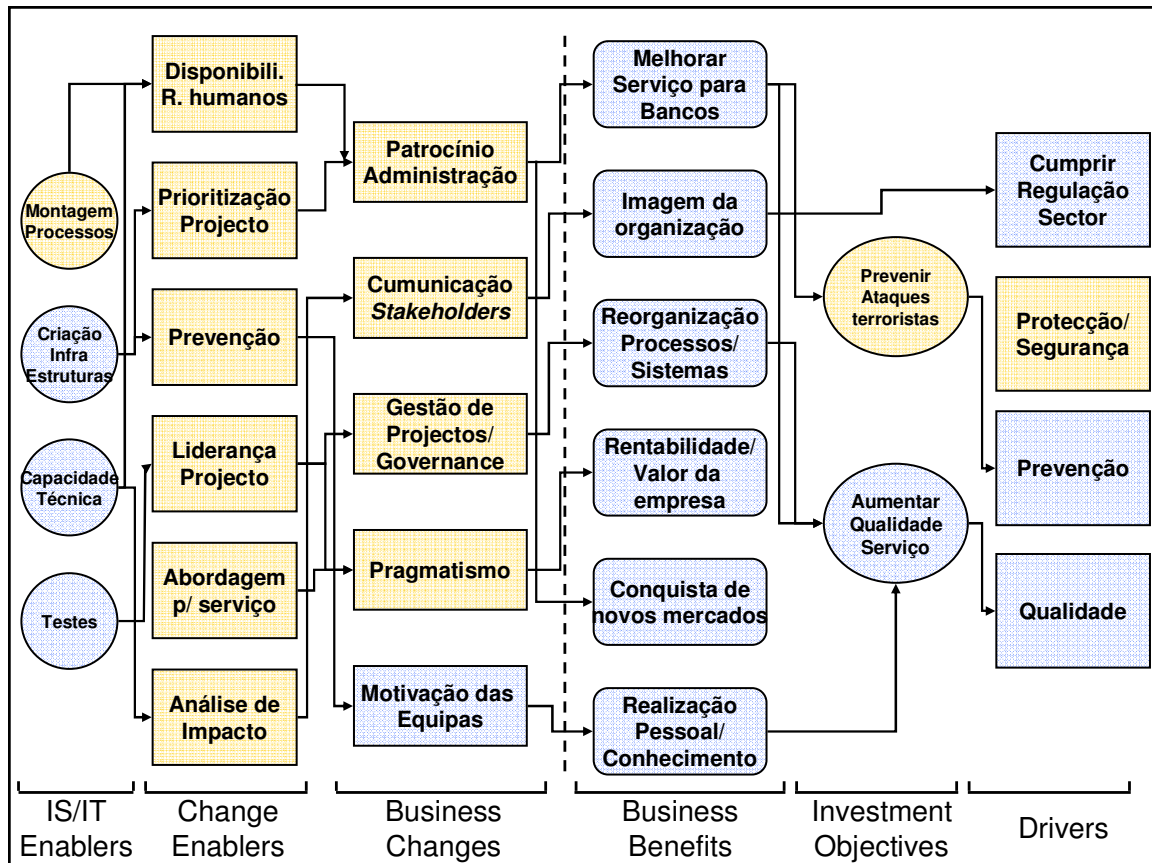 Montagem
Processos
Criação
Infra
Estruturas
Capacidade
Técnica
Testes
Disponibili.
R. humanos
Prioritização
Projecto
Prevenção
Liderança
Projecto
Abordagem
p/ serviço
Análise de
Impacto
Patrocínio
Administração
Cumunicação
Stakeholders
Gestão de
Projectos/
Governance
Pragmatismo
Motivação das
Equipas
Melhorar
Serviço para
Bancos
Imagem da
organização
Reorganização
Processos/
Sistemas
Rentabilidade/
Valor da
empresa
Conquista de
novos mercados
Realização
Pessoal/
Conhecimento
Prevenir
Ataques
terroristas
Aumentar
Qualidade
Serviço
Cumprir
Regulação
Sector
Protecção/
Segurança
Prevenção
Qualidade
IS/IT
Enablers
Change
Enablers
Business
Changes
Business
Benefits
Investment
Objectives
Drivers